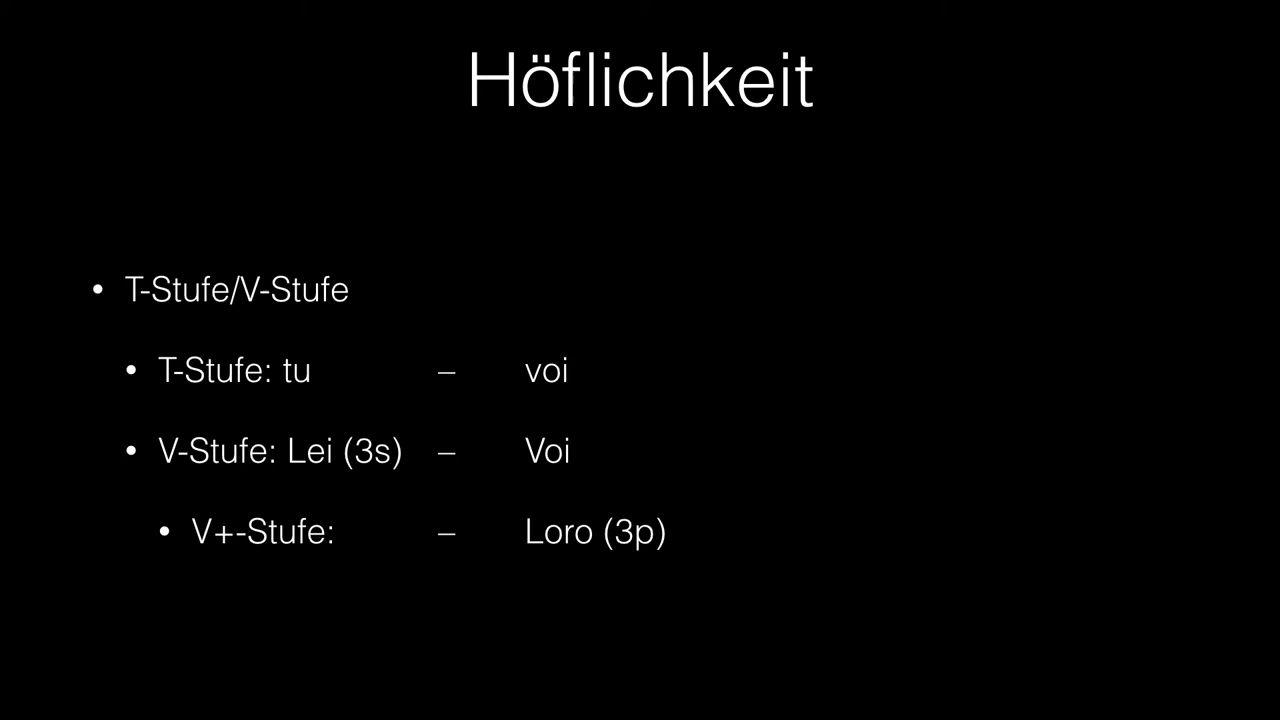 Höflichkeit
• T-Stufe/V-Stufe
• T-Stufe: tu – voi
• V-Stufe: Lei (3s) – Voi
• V+-Stufe: – Loro (3p)